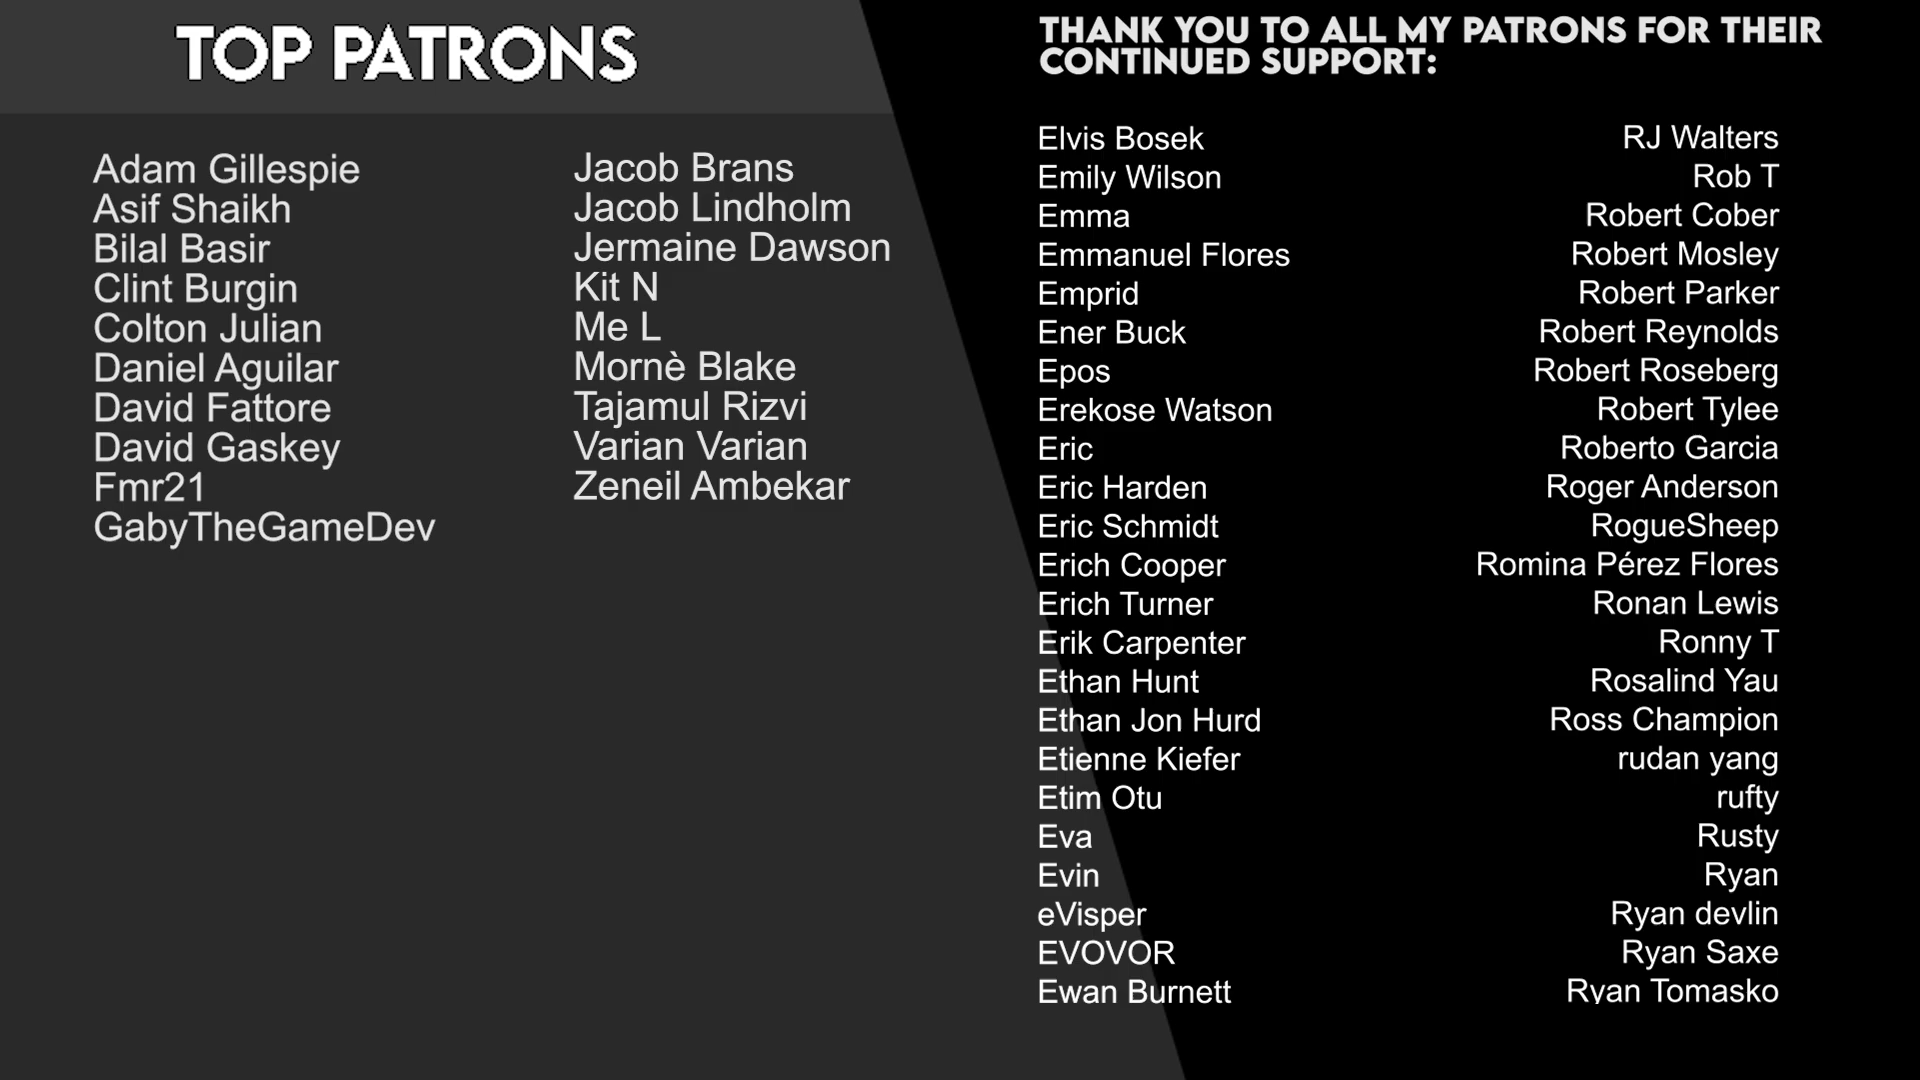 TOP PATRONS
Adam Gillespie
Asif Shaikh
Bilal Basir
Clint Burgin
Colton Julian
Daniel Aguilar
David Fattore
David Gaskey
Fmr21
GabyTheGameDev
Jacob Brans
Jacob Lindholm
Jermaine Dawson
Kit N
Me L
Mornè Blake
Tajamul Rizvi
Varian Varian
Zeneil Ambekar
THANK YOU TO ALL MY PATRONS FOR THEIR
CONTINUED SUPPORT:
Elvis Bosek
Emily Wilson
Emma
Emmanuel Flores
Emprid
Ener Buck
Epos
Erekose Watson
Eric
Eric Harden
Eric Schmidt
Erich Cooper
Erich Turner
Erik Carpenter
Ethan Hunt
Ethan Jon Hurd
Etienne Kiefer
Etim Otu
Eva
Evin
eVisper
EVOVOR
Ewan Burnett
RJ Walters
Rob T
Robert Cober
Robert Mosley
Robert Parker
Robert Reynolds
Robert Roseberg
Robert Tylee
Roberto Garcia
Roger Anderson
RogueSheep
Romina Pérez Flores
Ronan Lewis
Ronny T
Rosalind Yau
Ross Champion
rudan yang
rufty
Rusty
Ryan
Ryan devlin
Ryan Saxe
Ryan Tomasko